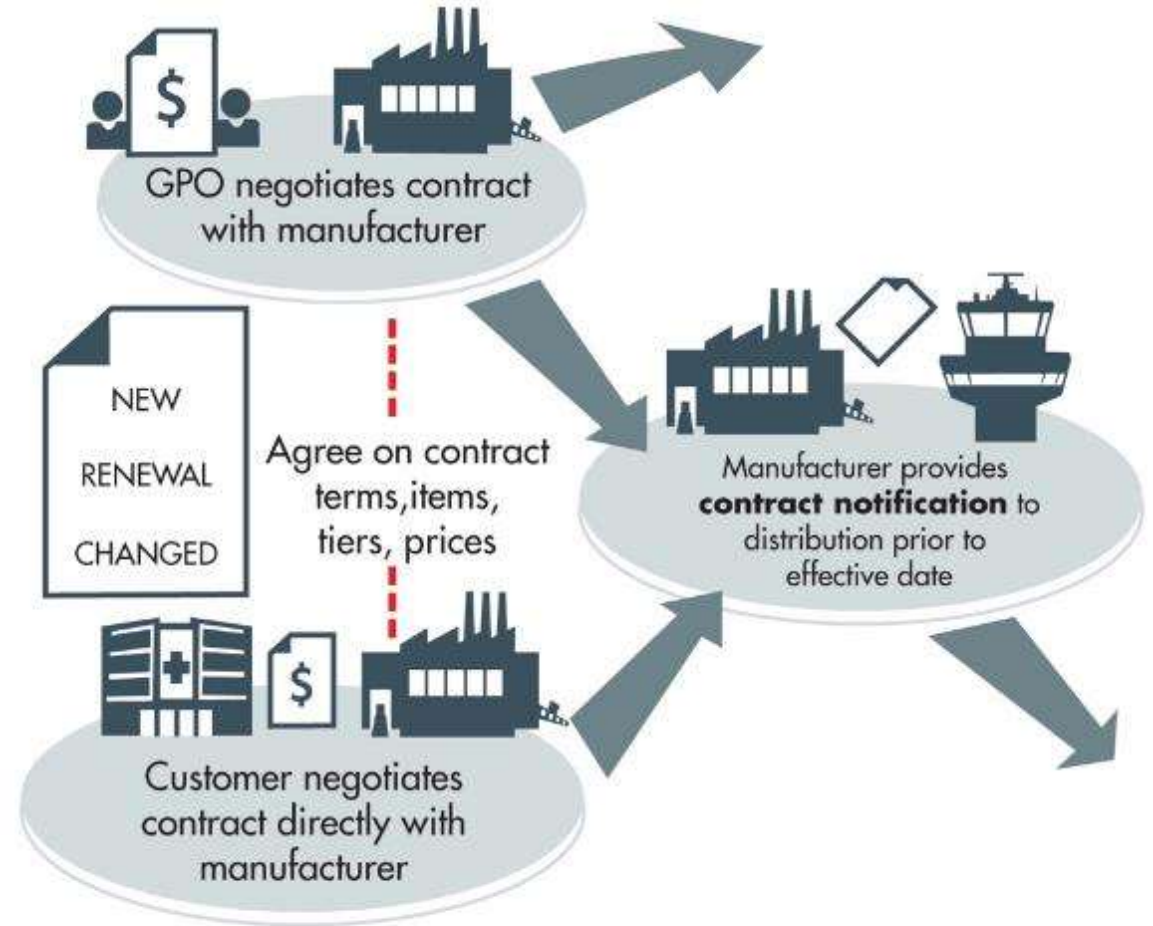 $
GPO negotiates contract
with manufacturer
NEW
RENEWAL
CHANGED
Agree on contract
terms,items,
tiers, prices
Manufacturer provides
contract notification to
distribution prior to
effective date
$
Customer negotiates
contract directly with
manufacturer